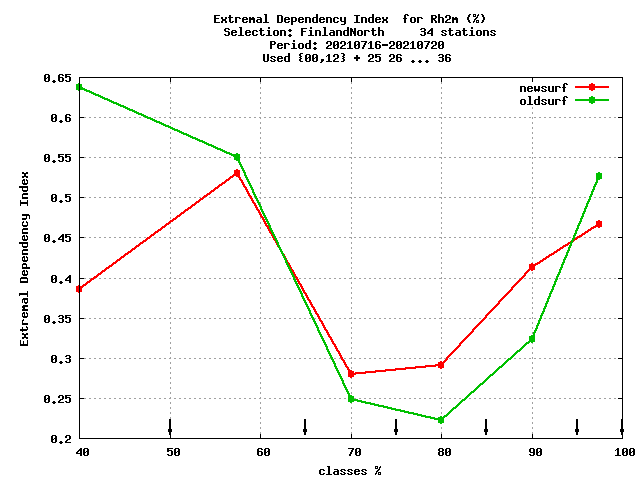 Extremal Dependency Index  for Rh2m (%)
Selection: FinlandNorth     34 stations
Period: 20210716-20210720
Used {00,12} + 25 26 ... 36
newsurf
oldsurf
0.65
0.6
0.55
0.5
0.45
0.4
0.35
0.3
0.25
0.2
Extremal Dependency Index
40 50 60 70 80 90 100
classes %